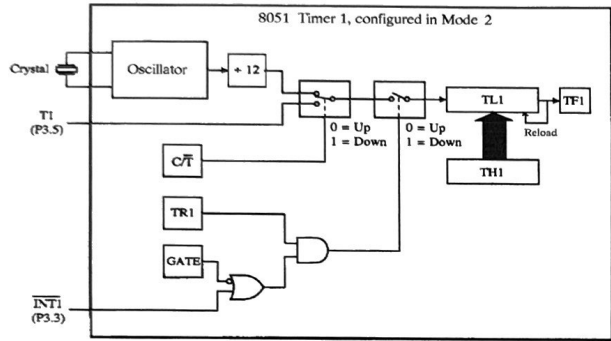 8051 Timer 1, configured in Mode 2
Crystal
Oscillator
÷ 12
T1
(P3.5)
0 = Up
1 = Down
0 = Up
1 = Down
TL1
TF1
Reload
TH1
C/T̅
TR1
GATE
I̅N̅T̅1̅
(P3.3)